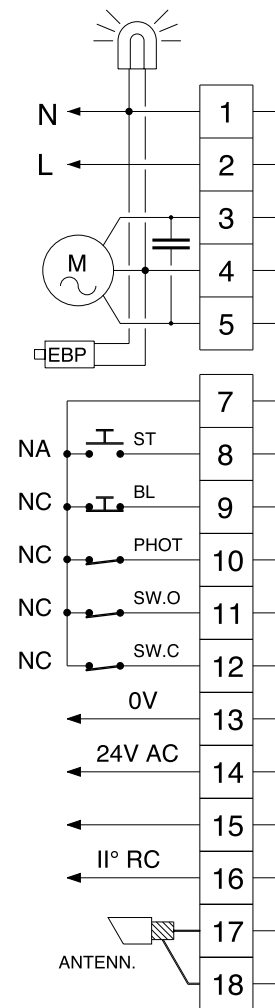 N 1
L 2
3
M 4
5
EBP
7
NA ST 8
NC BL 9
NC PHOT 10
NC SW.O 11
NC SW.C 12
0V 13
24V AC 14
15
II° RC 16
17
ANTENN.
18